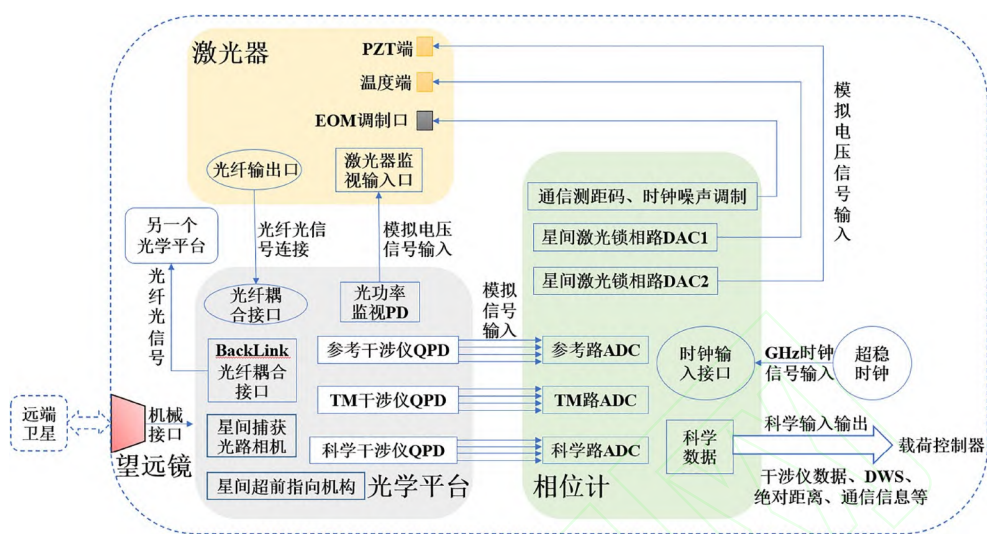 激光器
PZT端
温度端
EOM调制口
光纤输出口
激光器监
视输入口
模拟电压信号输入
通信测距码、时钟噪声调制
另一个
光学平台
光纤光信
号连接
模拟电压
信号输入
星间激光锁相路DAC1
星间激光锁相路DAC2
光纤光信号
光纤耦
合接口
光功率
监视PD
模拟
信号
输入
BackLink
光纤耦合
接口
参考干涉仪QPD
参考路ADC
时钟输
入接口
GHz时钟
信号输入
超稳
时钟
TM干涉仪QPD
TM路ADC
远端
卫星
机械
接口
望远镜
星间捕获
光路相机
科学干涉仪QPD
科学路ADC
科学
数据
科学输入输出
载荷控制器
干涉仪数据、DWS、
绝对距离、通信信息等
星间超前指向机构
光学平台
相位计